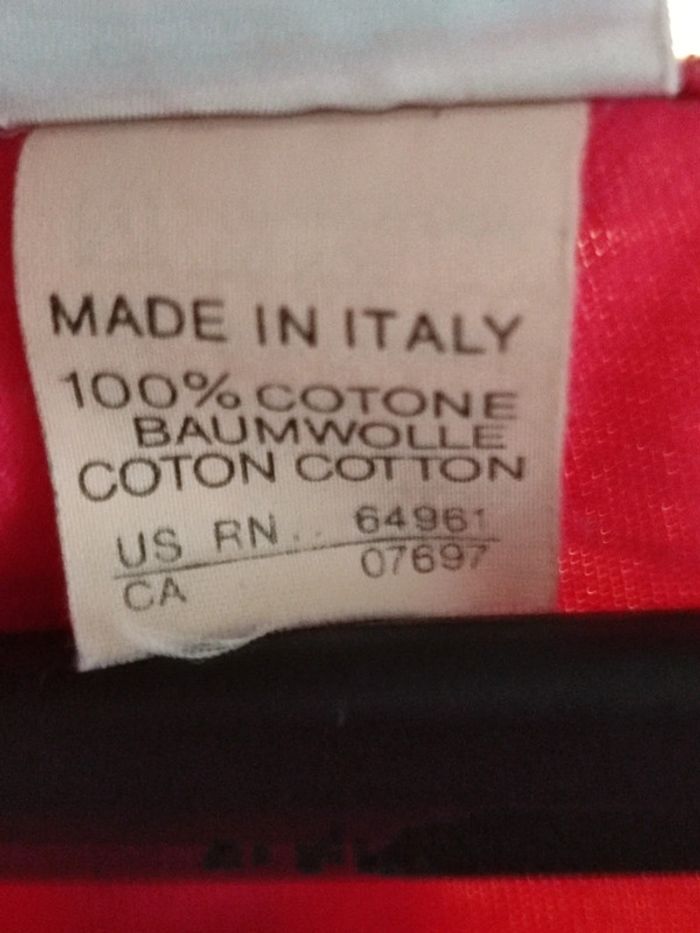 MADE IN ITALY
100% COTONE
BAUMWOLLE
COTON COTTON
US RN .. 64961
CA 07697